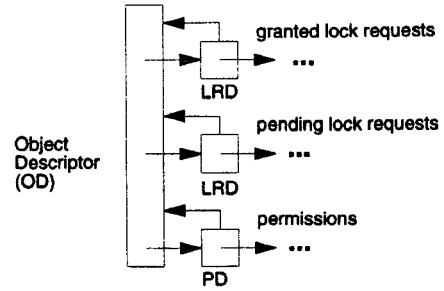 granted lock requests
...
LRD
pending lock requests
Object
Descriptor
(OD)
...
LRD
permissions
...
PD